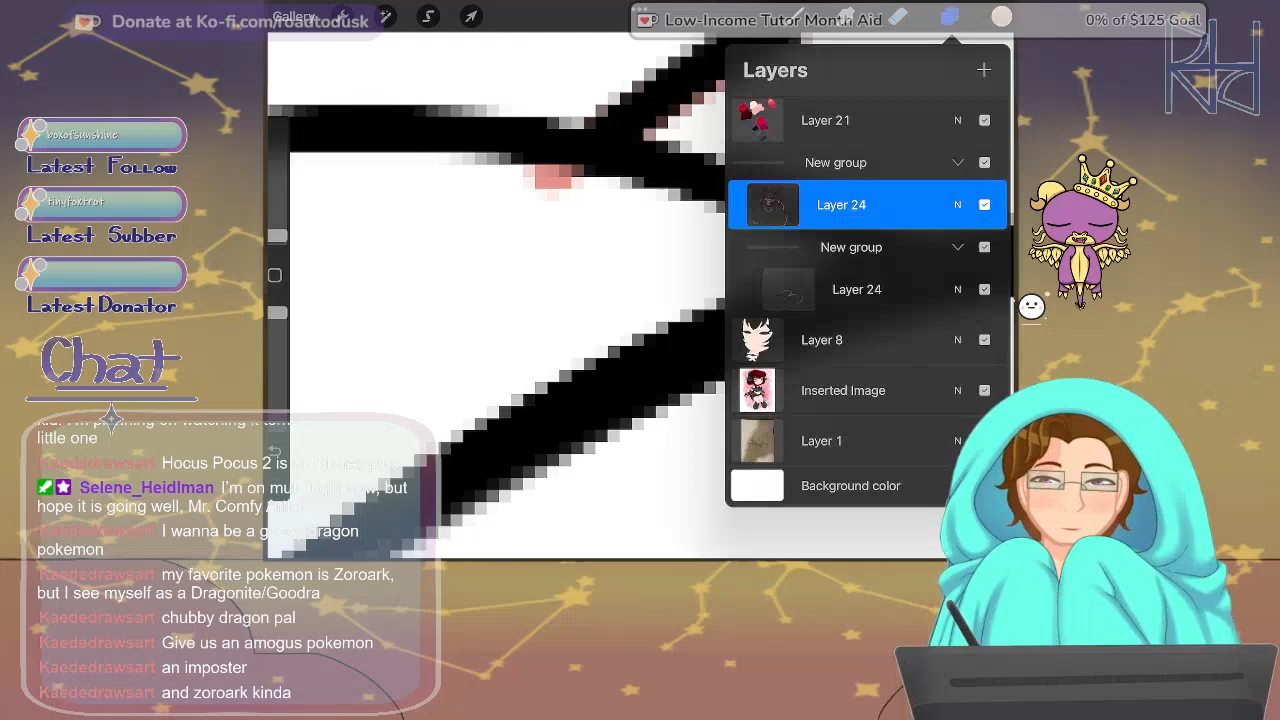 Donate at Ko-fi.com/roadtodusk
Gallery
Low-Income Tutor Month Aid
0% of $125 Goal
Layers
Layer 21
N
New group
Layer 24
N
New group
Layer 24
N
Layer 8
N
Inserted Image
N
Layer 1
N
Background color
boxofsunshine
Latest Follow
tinyfoxtrot
Latest Subber
Latest Donator
Chat
little one
Kaededrawsart Hocus Pocus 2 is
Selene_Heidlman I'm on but
hope it is going well, Mr. Comfy
Kaededrawsart I wanna be a dragon
pokemon
Kaededrawsart my favorite pokemon is Zoroark,
but I see myself as a Dragonite/Goodra
Kaededrawsart chubby dragon pal
Kaededrawsart Give us an amogus pokemon
Kaededrawsart an imposter
Kaededrawsart and zoroark kinda